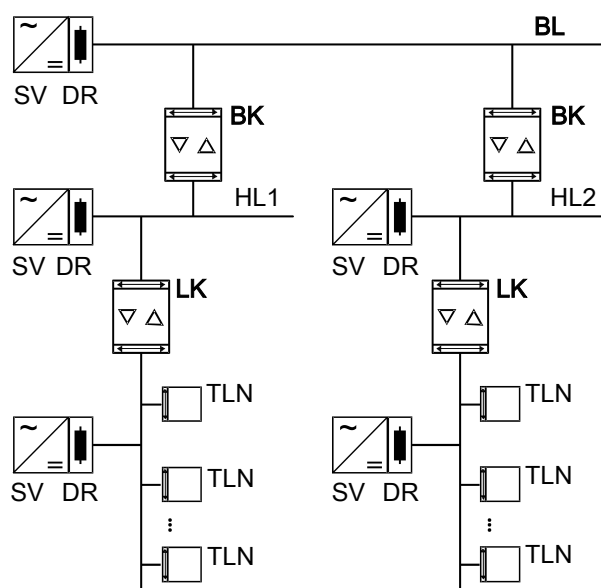 BL
SV DR
BK
BK
HL1
HL2
SV DR
SV DR
LK
LK
TLN
TLN
SV DR
SV DR
TLN
TLN
...
...
TLN
TLN